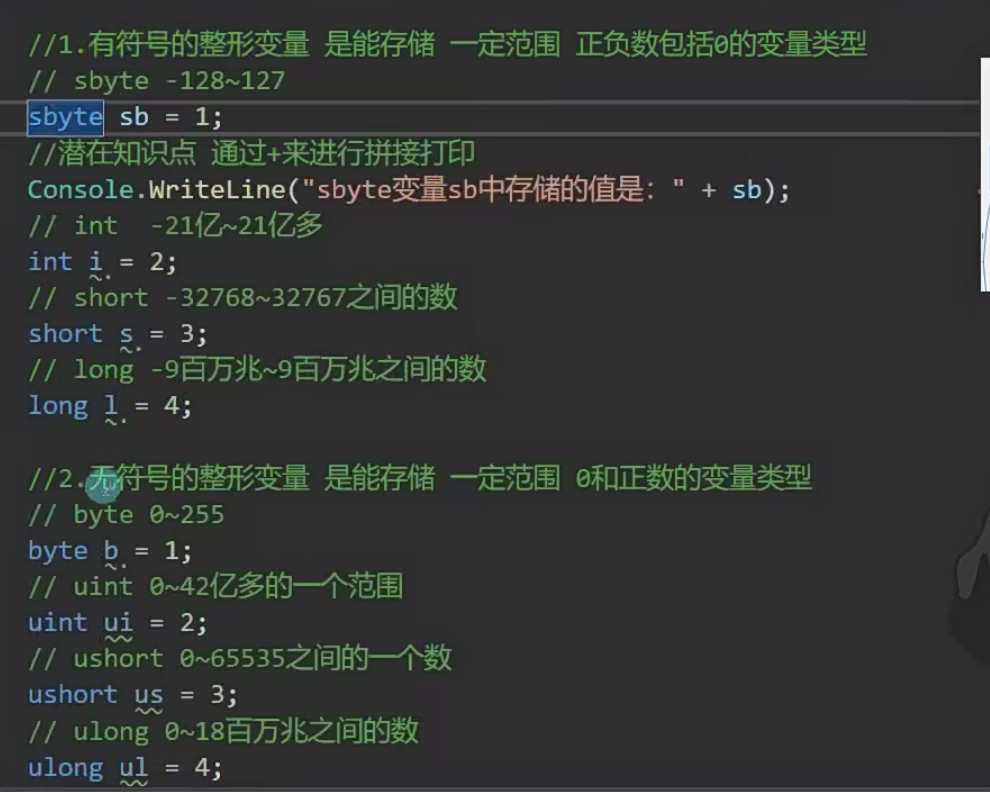 //1.有符号的整形变量 是能存储 一定范围 正负数包括0的变量类型
// sbyte -128~127
sbyte sb = 1;
//潜在知识点 通过+来进行拼接打印
Console.WriteLine("sbyte变量sb中存储的值是：" + sb);
// int  -21亿~21亿多
int i = 2;
// short -32768~32767之间的数
short s = 3;
// long -9百万兆~9百万兆之间的数
long l = 4;
//2.无符号的整形变量 是能存储 一定范围 0和正数的变量类型
// byte 0~255
byte b = 1;
// uint 0~42亿多的一个范围
uint ui = 2;
// ushort 0~65535之间的一个数
ushort us = 3;
// ulong 0~18百万兆之间的数
ulong ul = 4;